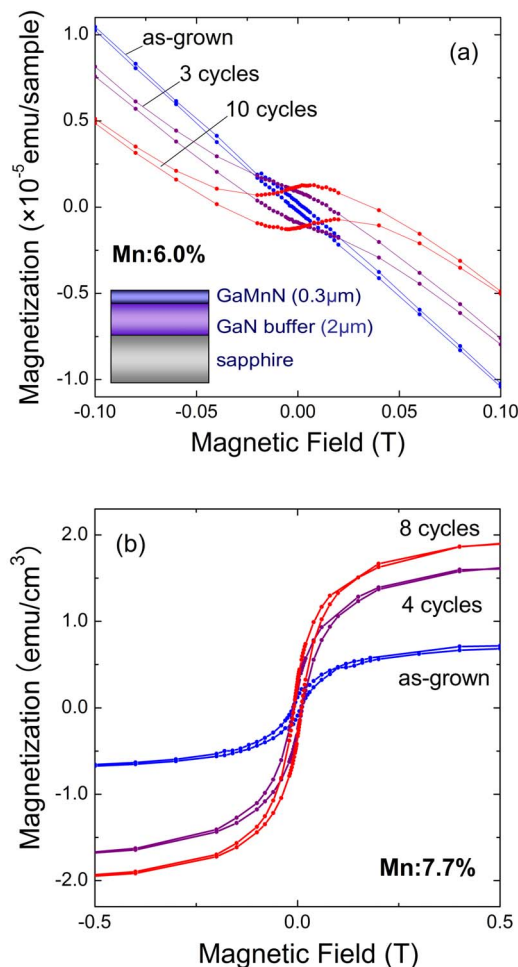 1.0
as-grown
(a)
3 cycles
0.5
10 cycles
0.0
Mn:6.0%
GaMnN (0.3µm)
-0.5
GaN buffer (2µm)
sapphire
-1.0
-0.10 -0.05 0.00 0.05 0.10
Magnetization (×10⁻⁵ emu/sample)
Magnetic Field (T)
(b)
8 cycles
2.0
4 cycles
1.0
as-grown
0.0
-1.0
Mn:7.7%
-2.0
-0.5 0.0 0.5
Magnetization (emu/cm³)
Magnetic Field (T)